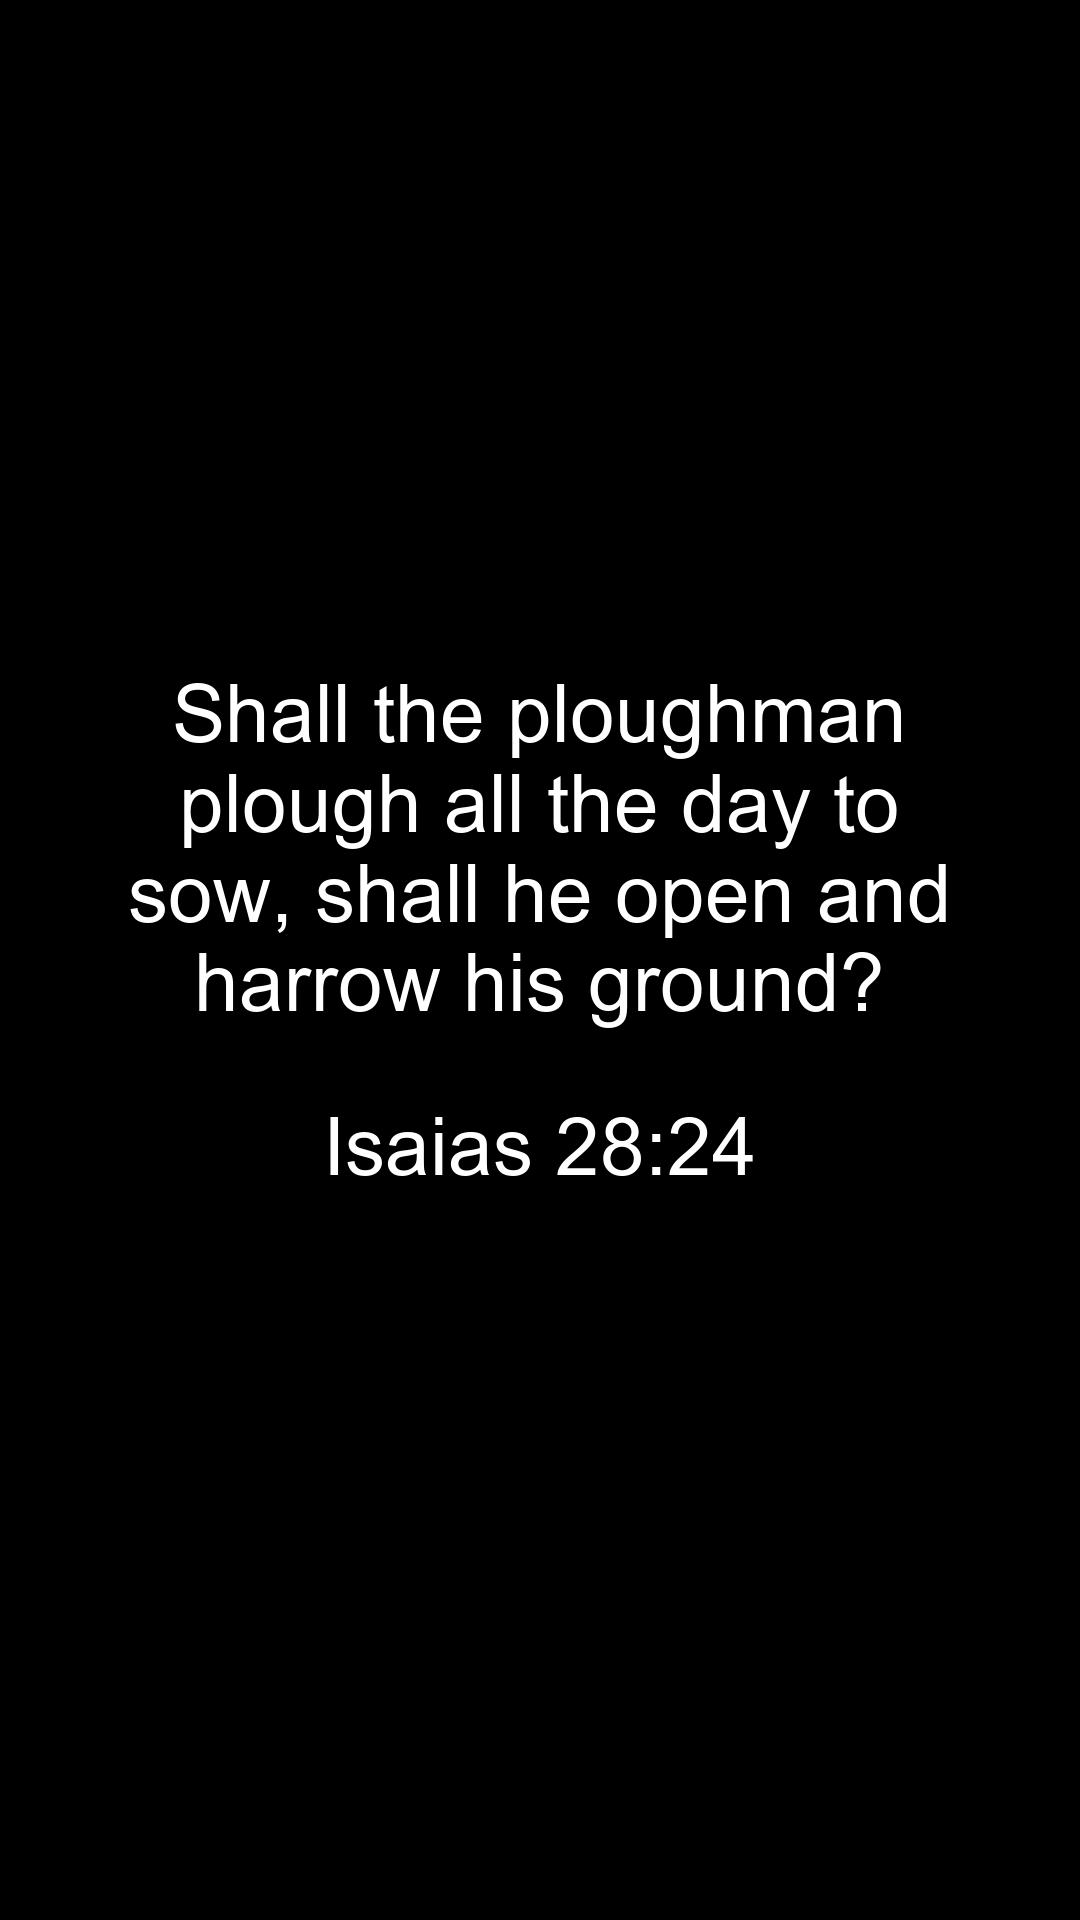 Shall the ploughman
plough all the day to
sow, shall he open and
harrow his ground?
Isaias 28:24